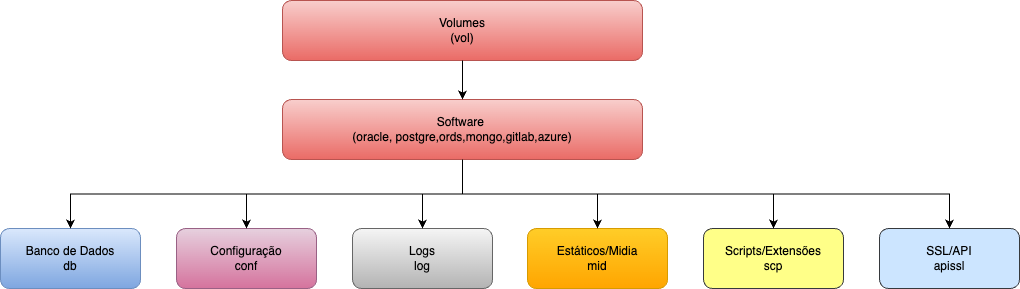 Volumes
(vol)
Software
(oracle, postgre,ords,mongo,gitlab,azure)
Banco de Dados
db
Configuração
conf
Logs
log
Estáticos/Midia
mid
Scripts/Extensões
scp
SSL/API
apissl